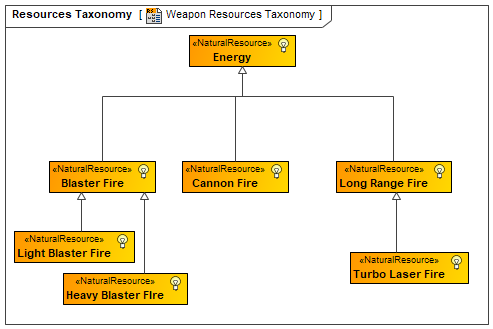 Resources Taxonomy [ Weapon Resources Taxonomy ]
«NaturalResource»
Energy
«NaturalResource»
Blaster Fire
«NaturalResource»
Cannon Fire
«NaturalResource»
Long Range Fire
«NaturalResource»
Light Blaster Fire
«NaturalResource»
Turbo Laser Fire
«NaturalResource»
Heavy Blaster FIre